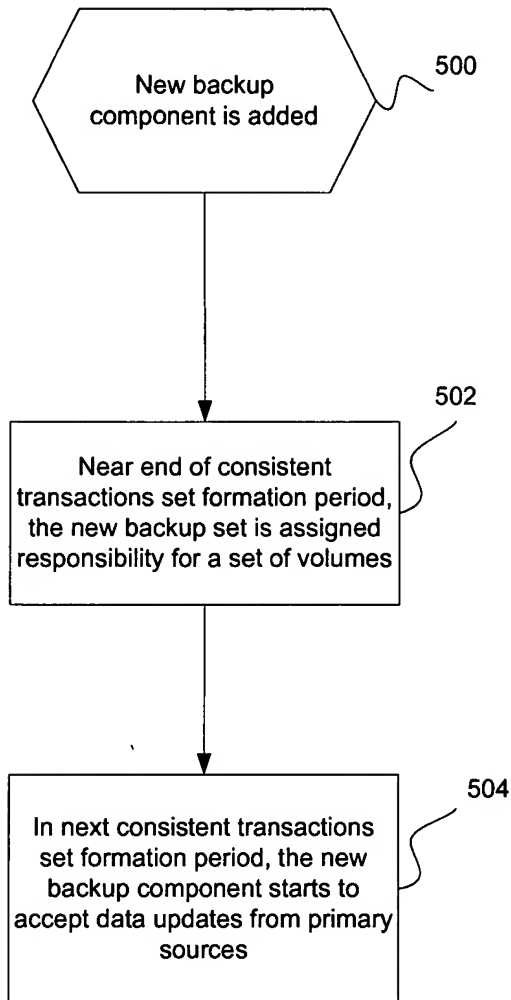 New backup
component is added
500
502
Near end of consistent
transactions set formation period,
the new backup set is assigned
responsibility for a set of volumes
504
In next consistent transactions
set formation period, the new
backup component starts to
accept data updates from primary
sources